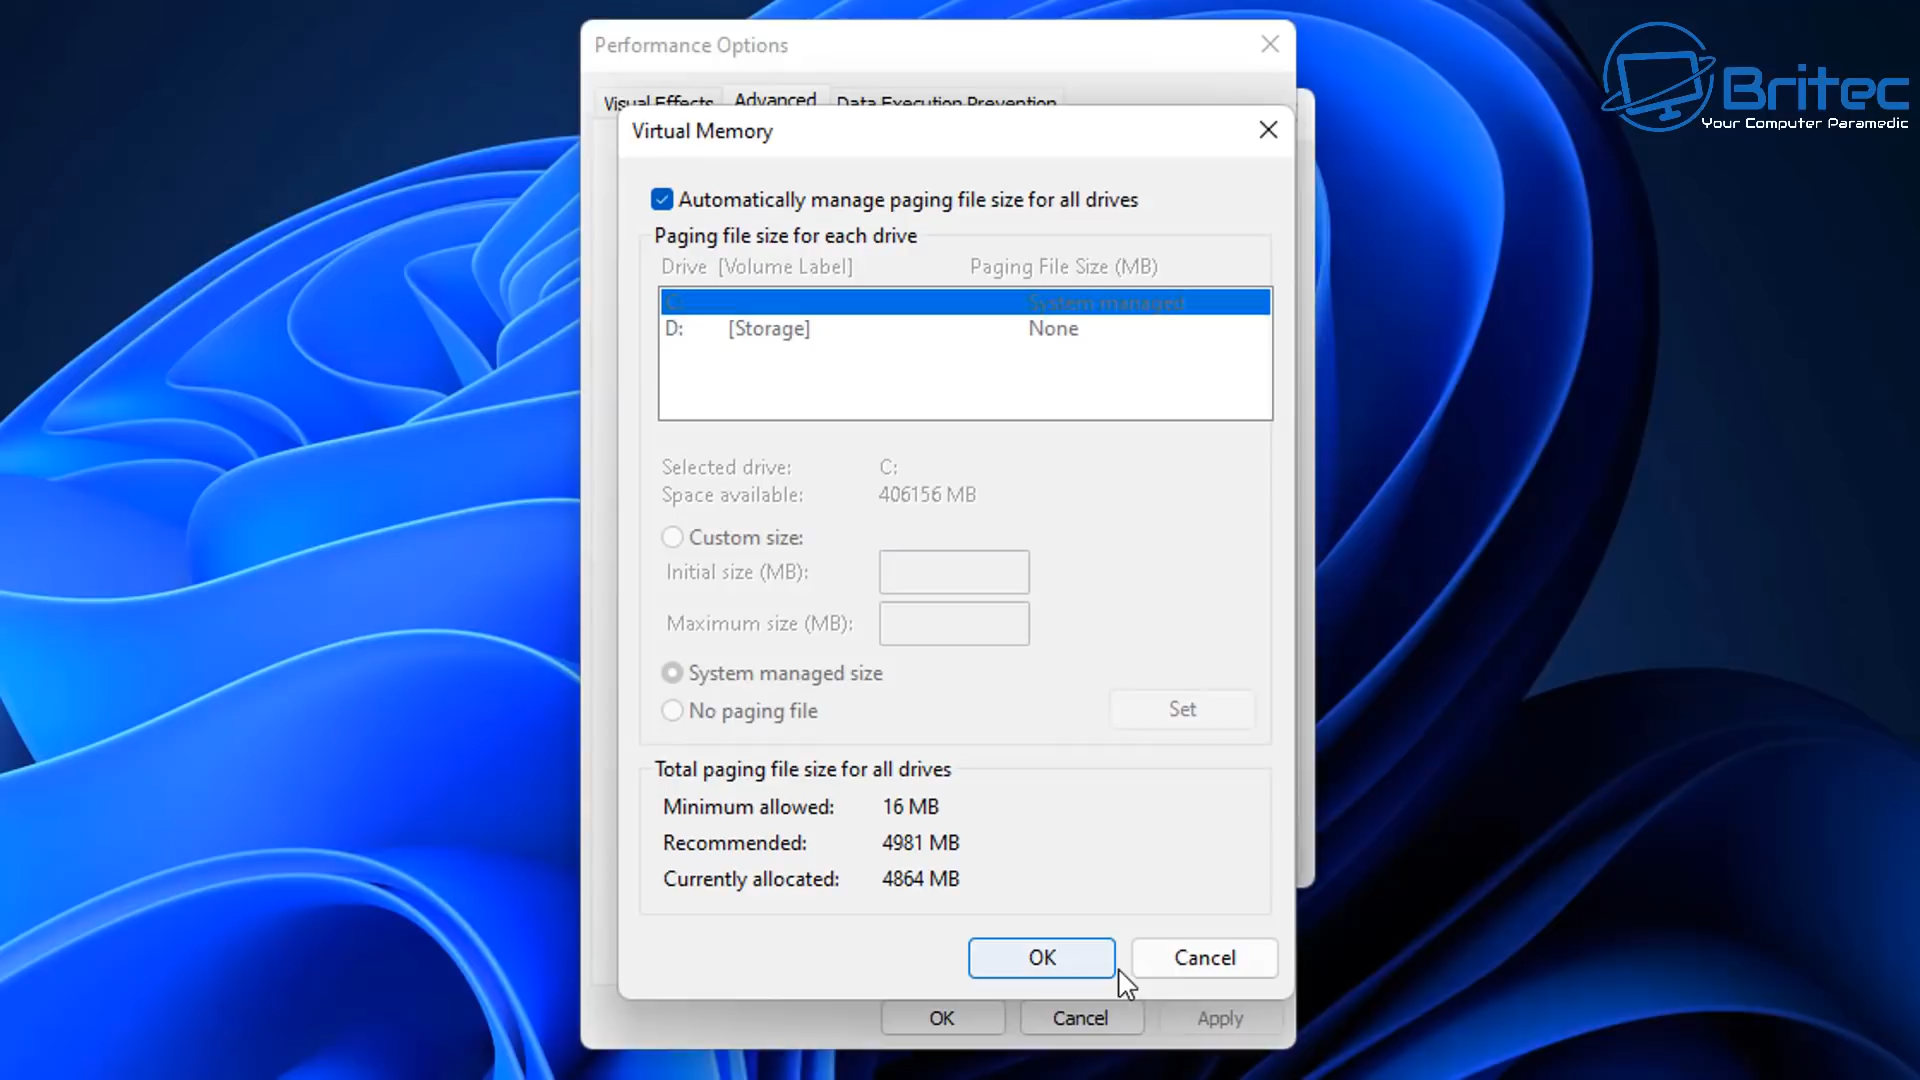 Performance Options
Britec
Your Computer Paramedic
Visual Effects Advanced Data Execution Prevention
Virtual Memory
Automatically manage paging file size for all drives
Paging file size for each drive
Drive [Volume Label] Paging File Size (MB)
C: System managed
D: [Storage] None
Selected drive: C:
Space available: 406156 MB
Custom size:
Initial size (MB):
Maximum size (MB):
System managed size
No paging file Set
Total paging file size for all drives
Minimum allowed: 16 MB
Recommended: 4981 MB
Currently allocated: 4864 MB
OK Cancel
OK Cancel Apply